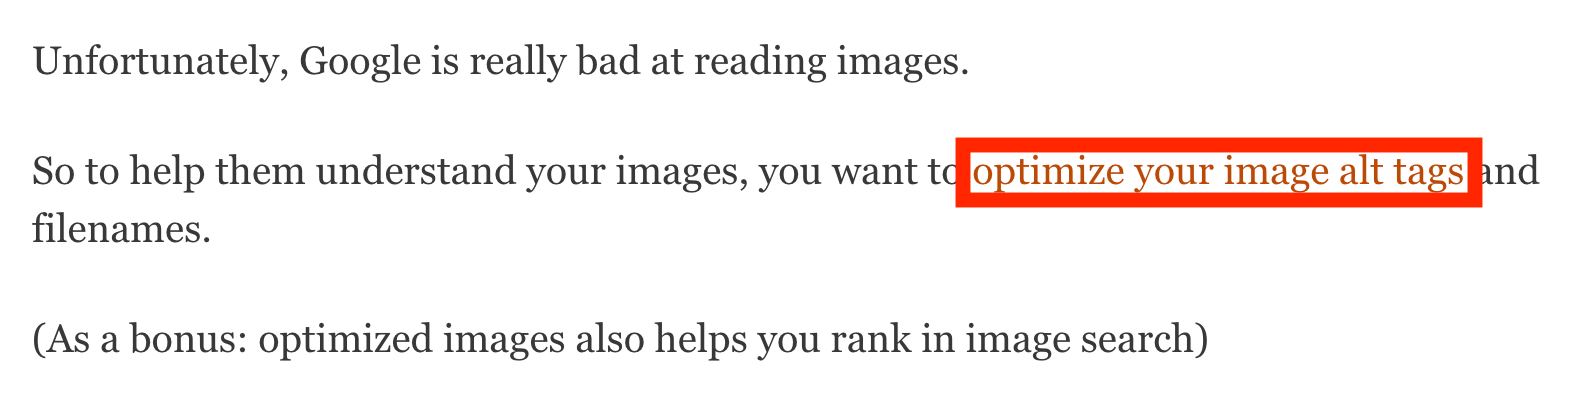 Unfortunately, Google is really bad at reading images.
So to help them understand your images, you want to optimize your image alt tags and
filenames.
(As a bonus: optimized images also helps you rank in image search)